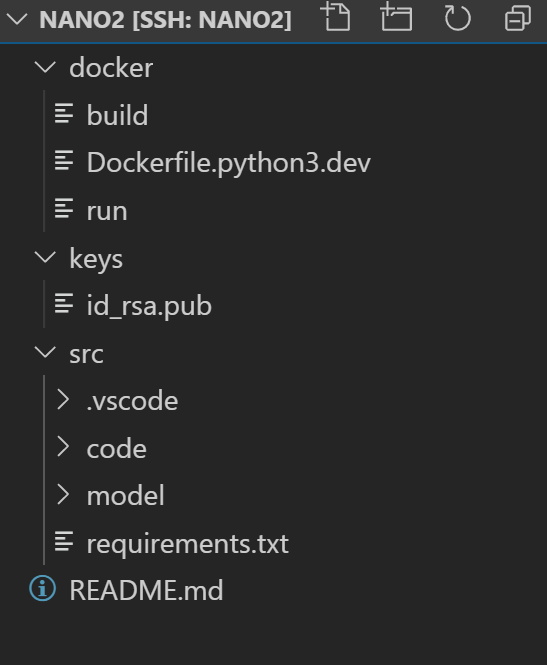 NANO2 [SSH: NANO2]
docker
build
Dockerfile.python3.dev
run
keys
id_rsa.pub
src
.vscode
code
model
requirements.txt
README.md